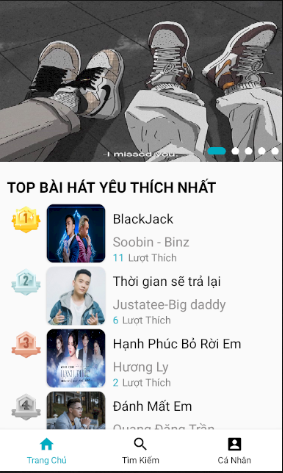 I missed you.
TOP BÀI HÁT YÊU THÍCH NHẤT
1
BlackJack
Soobin - Binz
11 Lượt Thích
2
Thời gian sẽ trả lại
Justatee-Big daddy
6 Lượt Thích
3
Hạnh Phúc Bỏ Rơi Em
Hương Ly
2 Lượt Thích
4
Đánh Mất Em
Quang Đăng Trần
Trang Chủ
Tìm Kiếm
Cá Nhân